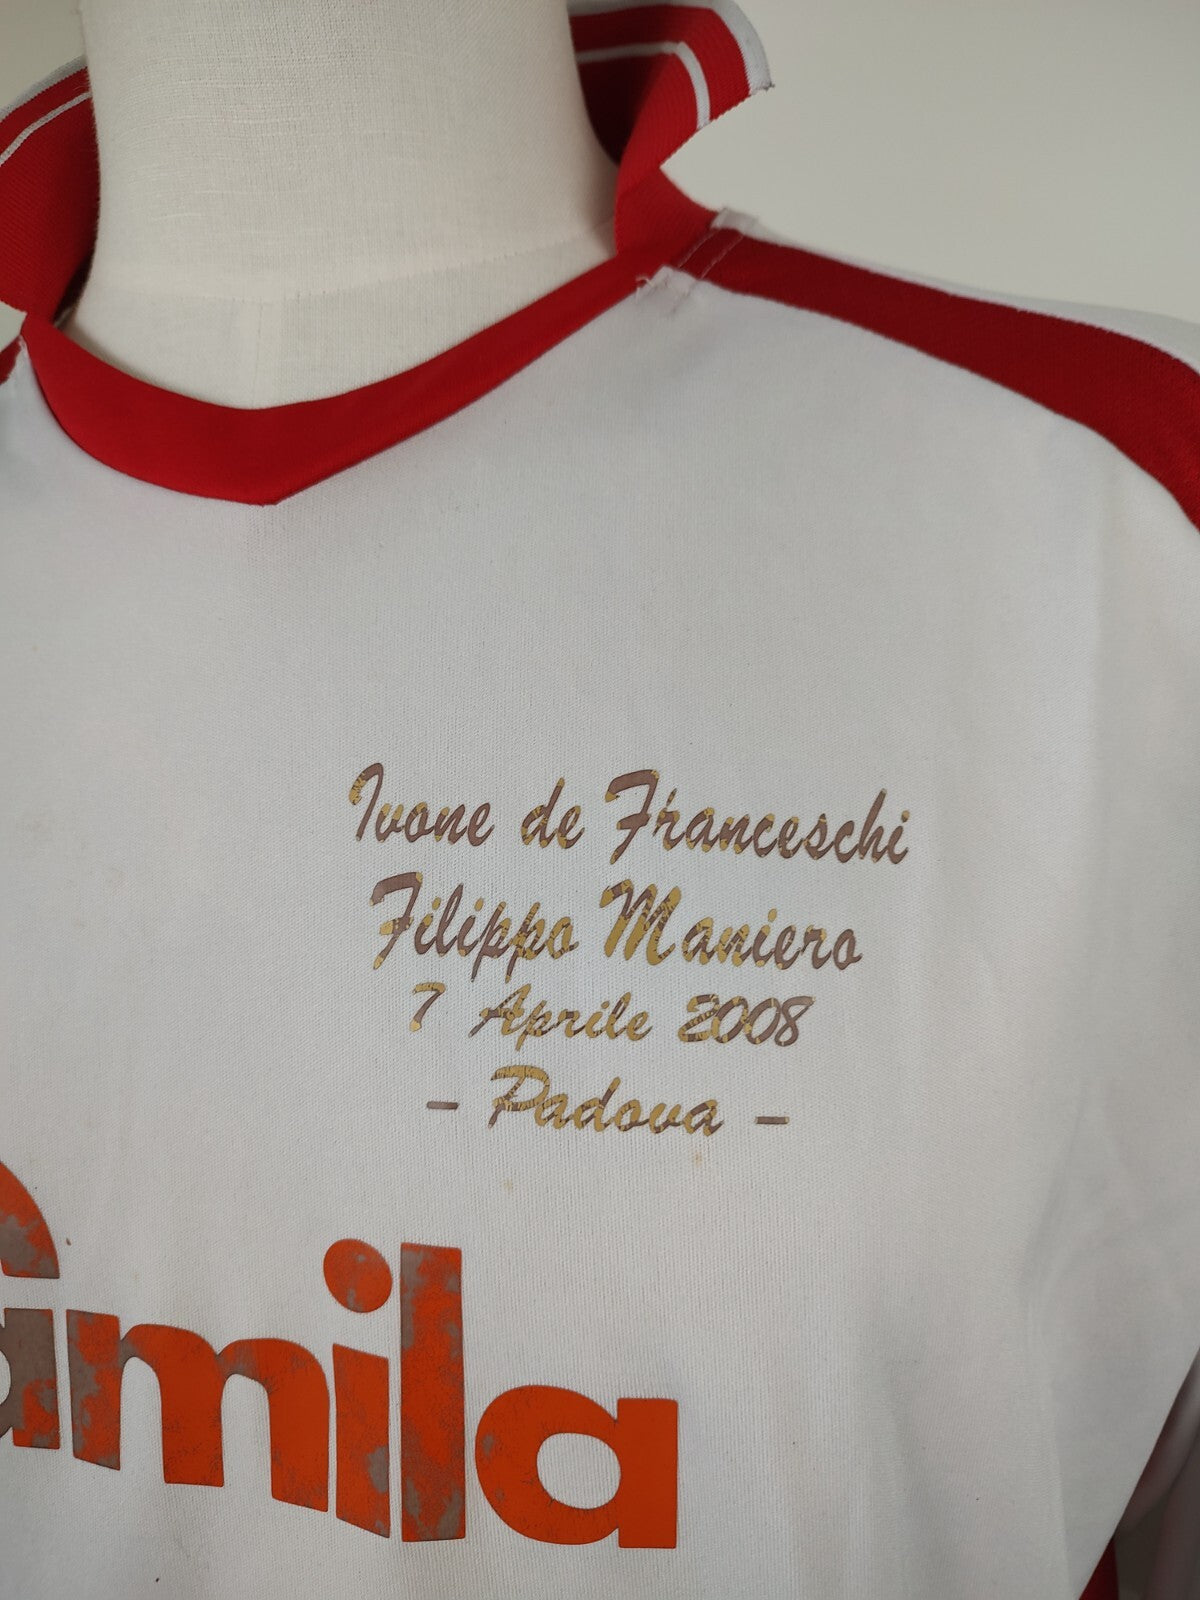 Ivone de Franceschi
Filippo Maniero
7 Aprile 2008
- Padova -
amila